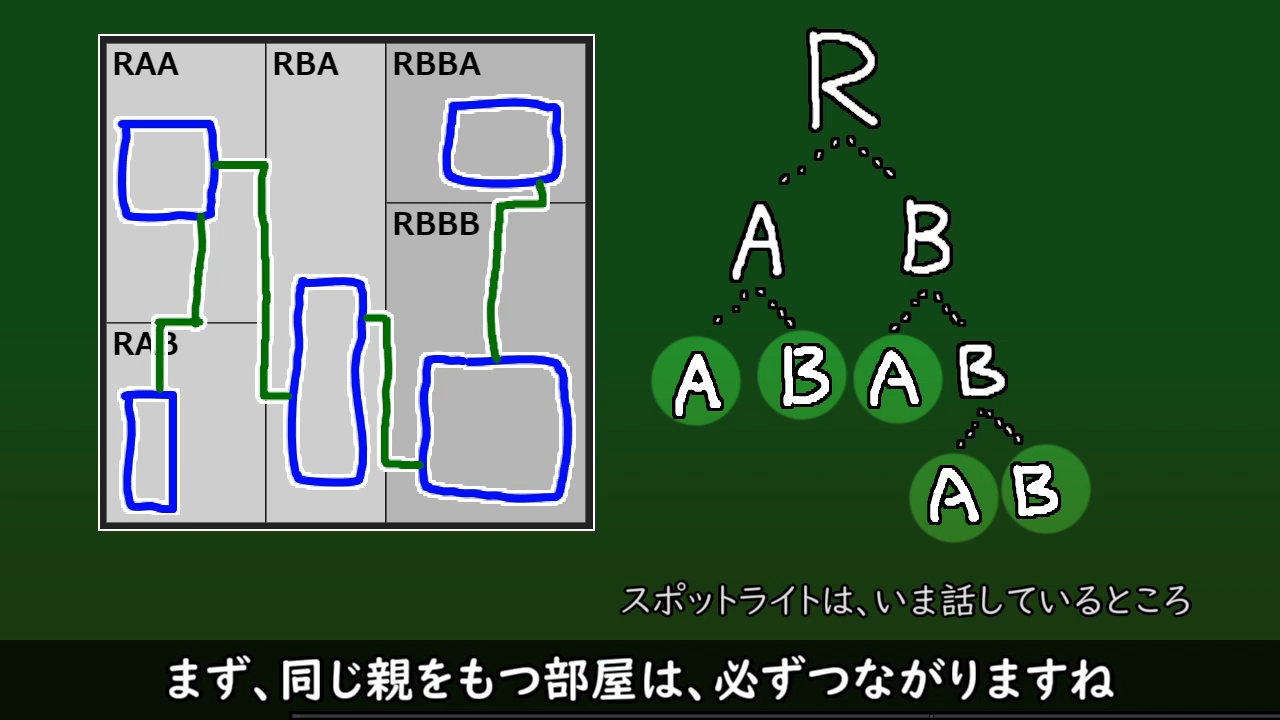 RAA
RBA
RBBA
RBBB
RAB
R
A B
A B A B
A B
スポットライトは、いま話しているところ
まず、同じ親をもつ部屋は、必ずつながりますね